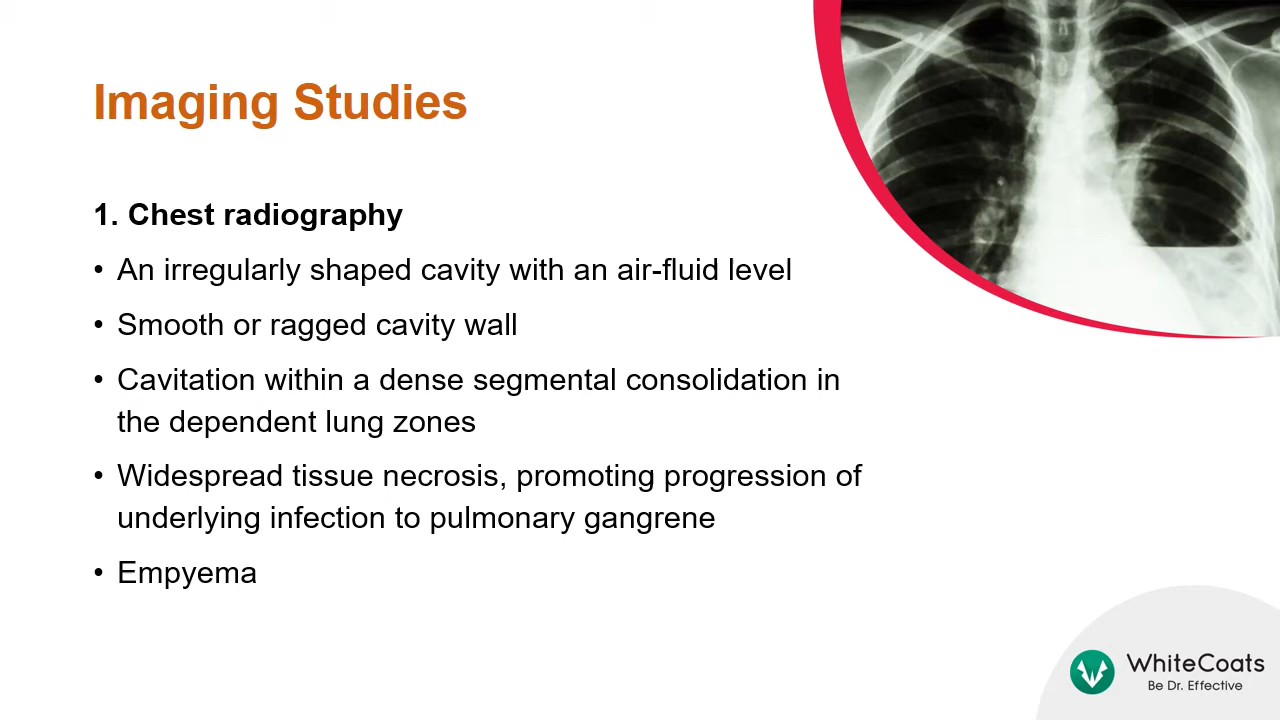 Imaging Studies
1. Chest radiography
• An irregularly shaped cavity with an air-fluid level
• Smooth or ragged cavity wall
• Cavitation within a dense segmental consolidation in
the dependent lung zones
• Widespread tissue necrosis, promoting progression of
underlying infection to pulmonary gangrene
• Empyema
WhiteCoats
Be Dr. Effective